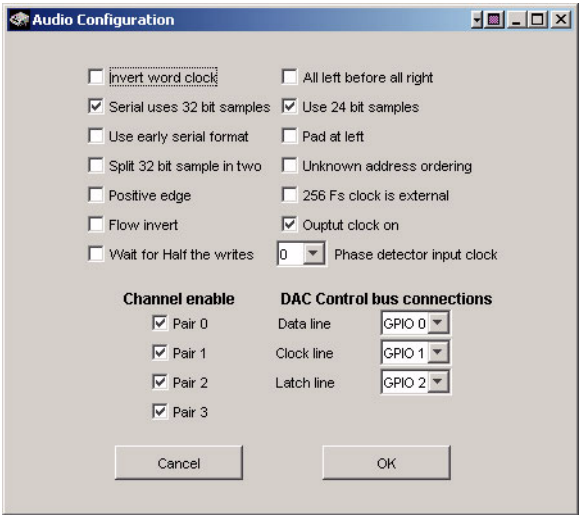 Audio Configuration
Invert word clock All left before all right
Serial uses 32 bit samples Use 24 bit samples
Use early serial format Pad at left
Split 32 bit sample in two Unknown address ordering
Positive edge 256 Fs clock is external
Flow invert Ouptut clock on
Wait for Half the writes 0 Phase detector input clock
Channel enable DAC Control bus connections
Pair 0 Data line GPIO 0
Pair 1 Clock line GPIO 1
Pair 2 Latch line GPIO 2
Pair 3
Cancel OK